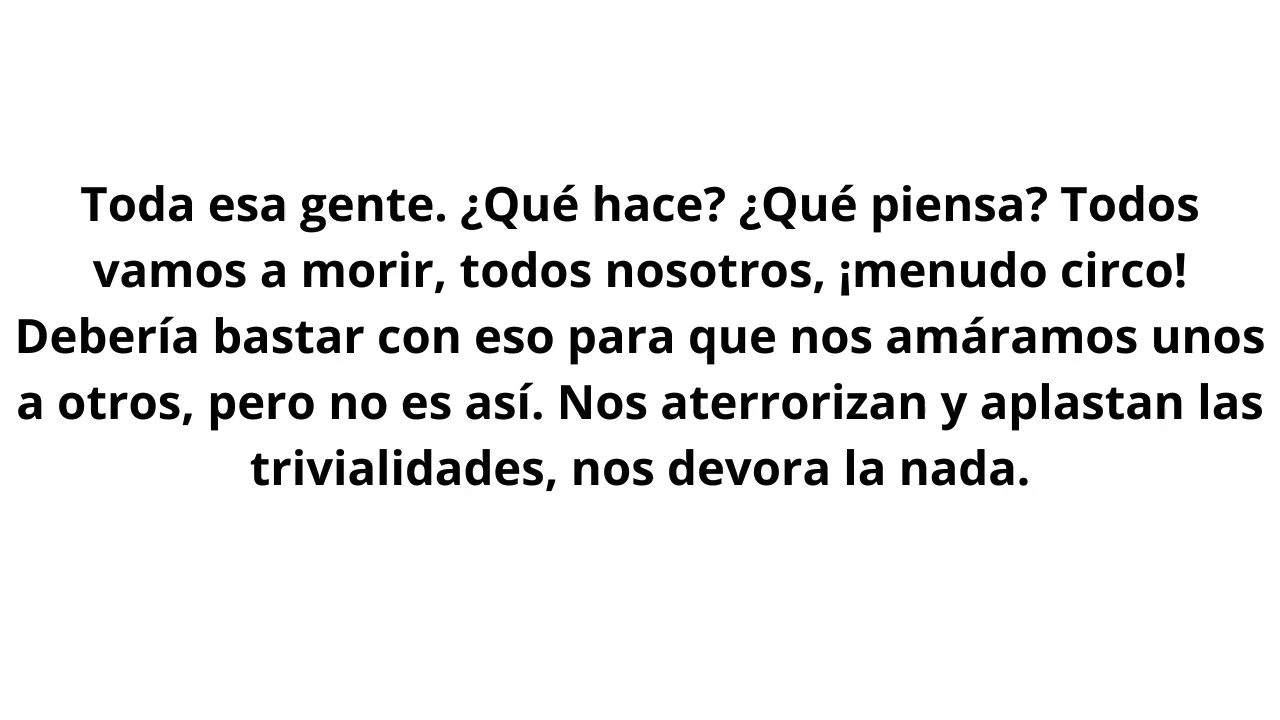 Toda esa gente. ¿Qué hace? ¿Qué piensa? Todos
vamos a morir, todos nosotros, ¡menudo circo!
Debería bastar con eso para que nos amáramos unos
a otros, pero no es así. Nos aterrorizan y aplastan las
trivialidades, nos devora la nada.